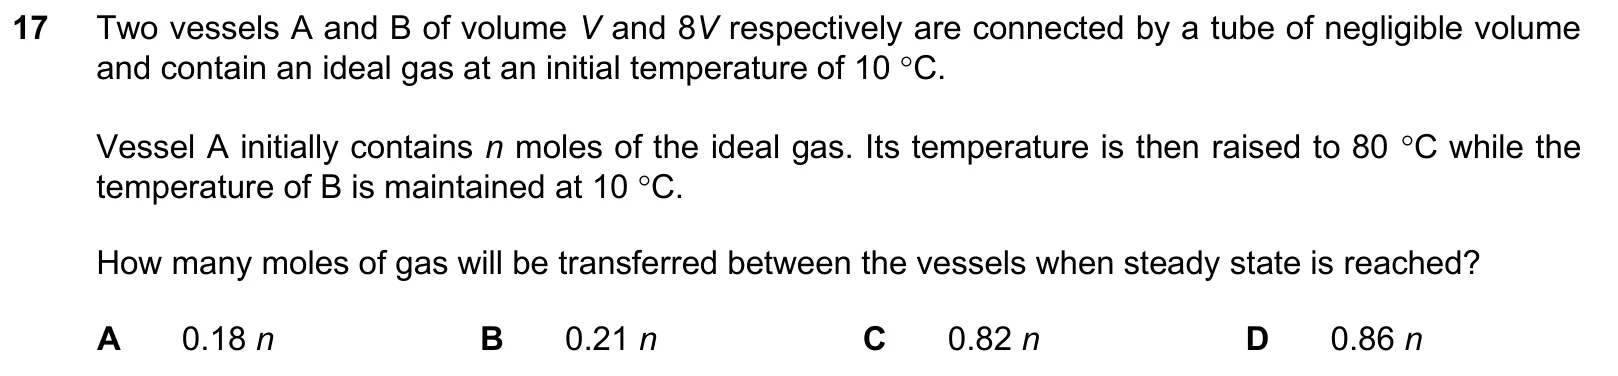 17 Two vessels A and B of volume V and 8V respectively are connected by a tube of negligible volume
and contain an ideal gas at an initial temperature of 10 °C.
Vessel A initially contains n moles of the ideal gas. Its temperature is then raised to 80 °C while the
temperature of B is maintained at 10 °C.
How many moles of gas will be transferred between the vessels when steady state is reached?
A 0.18 n B 0.21 n C 0.82 n D 0.86 n